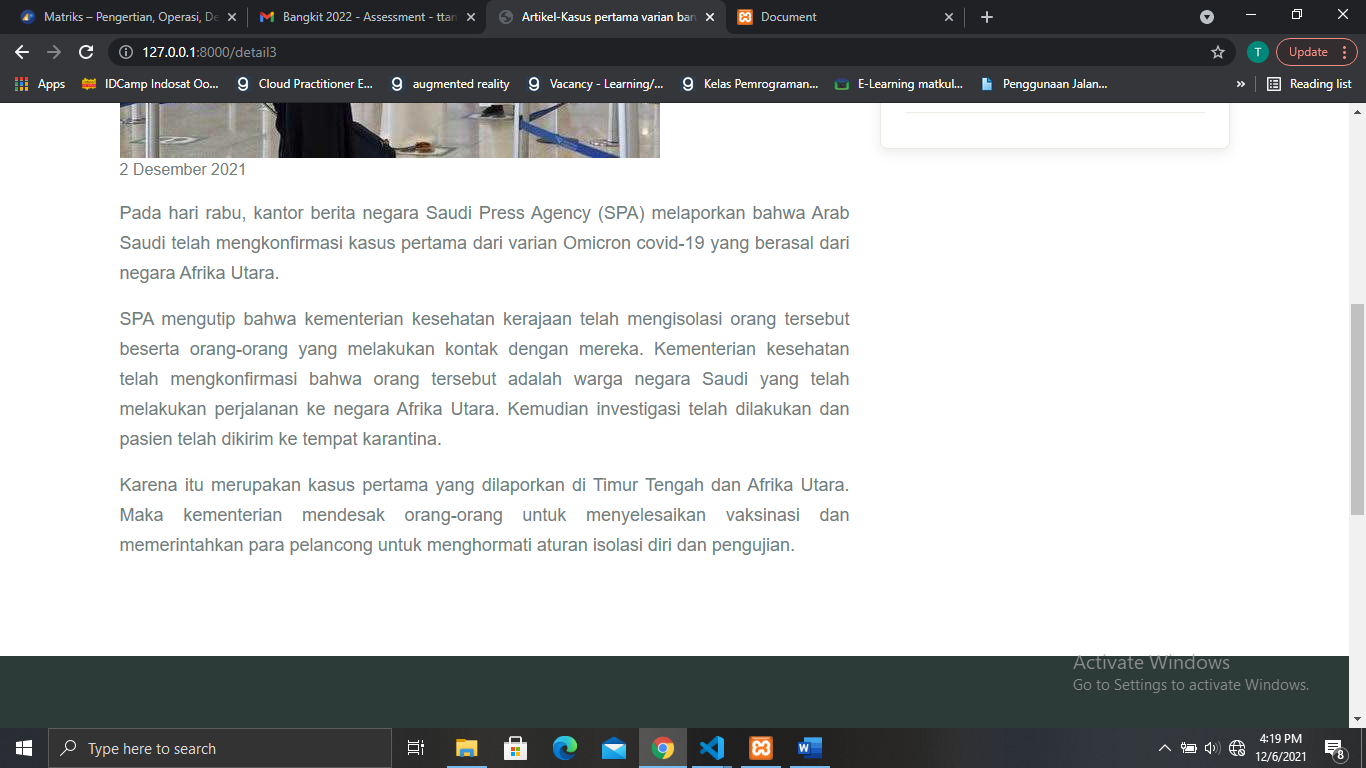 Matriks – Pengertian, Operasi, De
Bangkit 2022 - Assessment - ttan
Artikel-Kasus pertama varian baru
Document
127.0.0.1:8000/detail3
T
Update
Apps
IDCamp Indosat Oo...
Cloud Practitioner E...
augmented reality
Vacancy - Learning/...
Kelas Pemrograman...
E-Learning matkul...
Penggunaan Jalan...
»
Reading list
2 Desember 2021
Pada hari rabu, kantor berita negara Saudi Press Agency (SPA) melaporkan bahwa Arab
Saudi telah mengkonfirmasi kasus pertama dari varian Omicron covid-19 yang berasal dari
negara Afrika Utara.
SPA mengutip bahwa kementerian kesehatan kerajaan telah mengisolasi orang tersebut
beserta orang-orang yang melakukan kontak dengan mereka. Kementerian kesehatan
telah mengkonfirmasi bahwa orang tersebut adalah warga negara Saudi yang telah
melakukan perjalanan ke negara Afrika Utara. Kemudian investigasi telah dilakukan dan
pasien telah dikirim ke tempat karantina.
Karena itu merupakan kasus pertama yang dilaporkan di Timur Tengah dan Afrika Utara.
Maka kementerian mendesak orang-orang untuk menyelesaikan vaksinasi dan
memerintahkan para pelancong untuk menghormati aturan isolasi diri dan pengujian.
Activate Windows
Go to Settings to activate Windows.
Type here to search
4:19 PM
12/6/2021
8